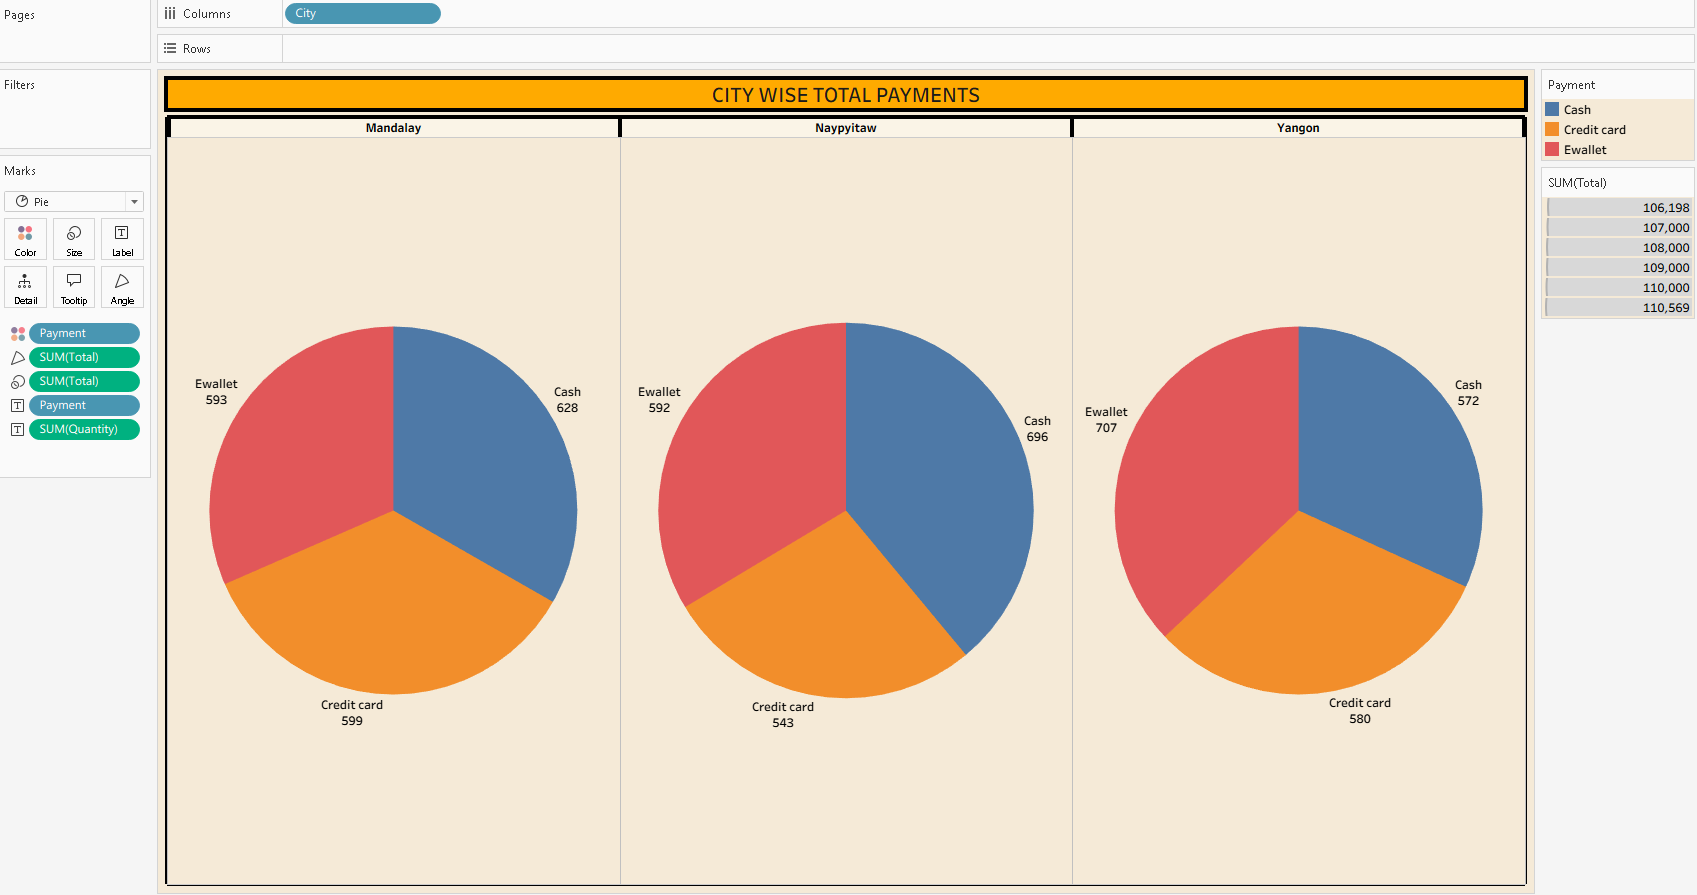 Pages
Columns
City
Rows
Filters
Marks
Pie
Color
Size
Label
Detail
Tooltip
Angle
Payment
SUM(Total)
SUM(Total)
Payment
SUM(Quantity)
CITY WISE TOTAL PAYMENTS
Mandalay
Naypyitaw
Yangon
Ewallet
593
Cash
628
Credit card
599
Ewallet
592
Cash
696
Credit card
543
Ewallet
707
Cash
572
Credit card
580
Payment
Cash
Credit card
Ewallet
SUM(Total)
106,198
107,000
108,000
109,000
110,000
110,569